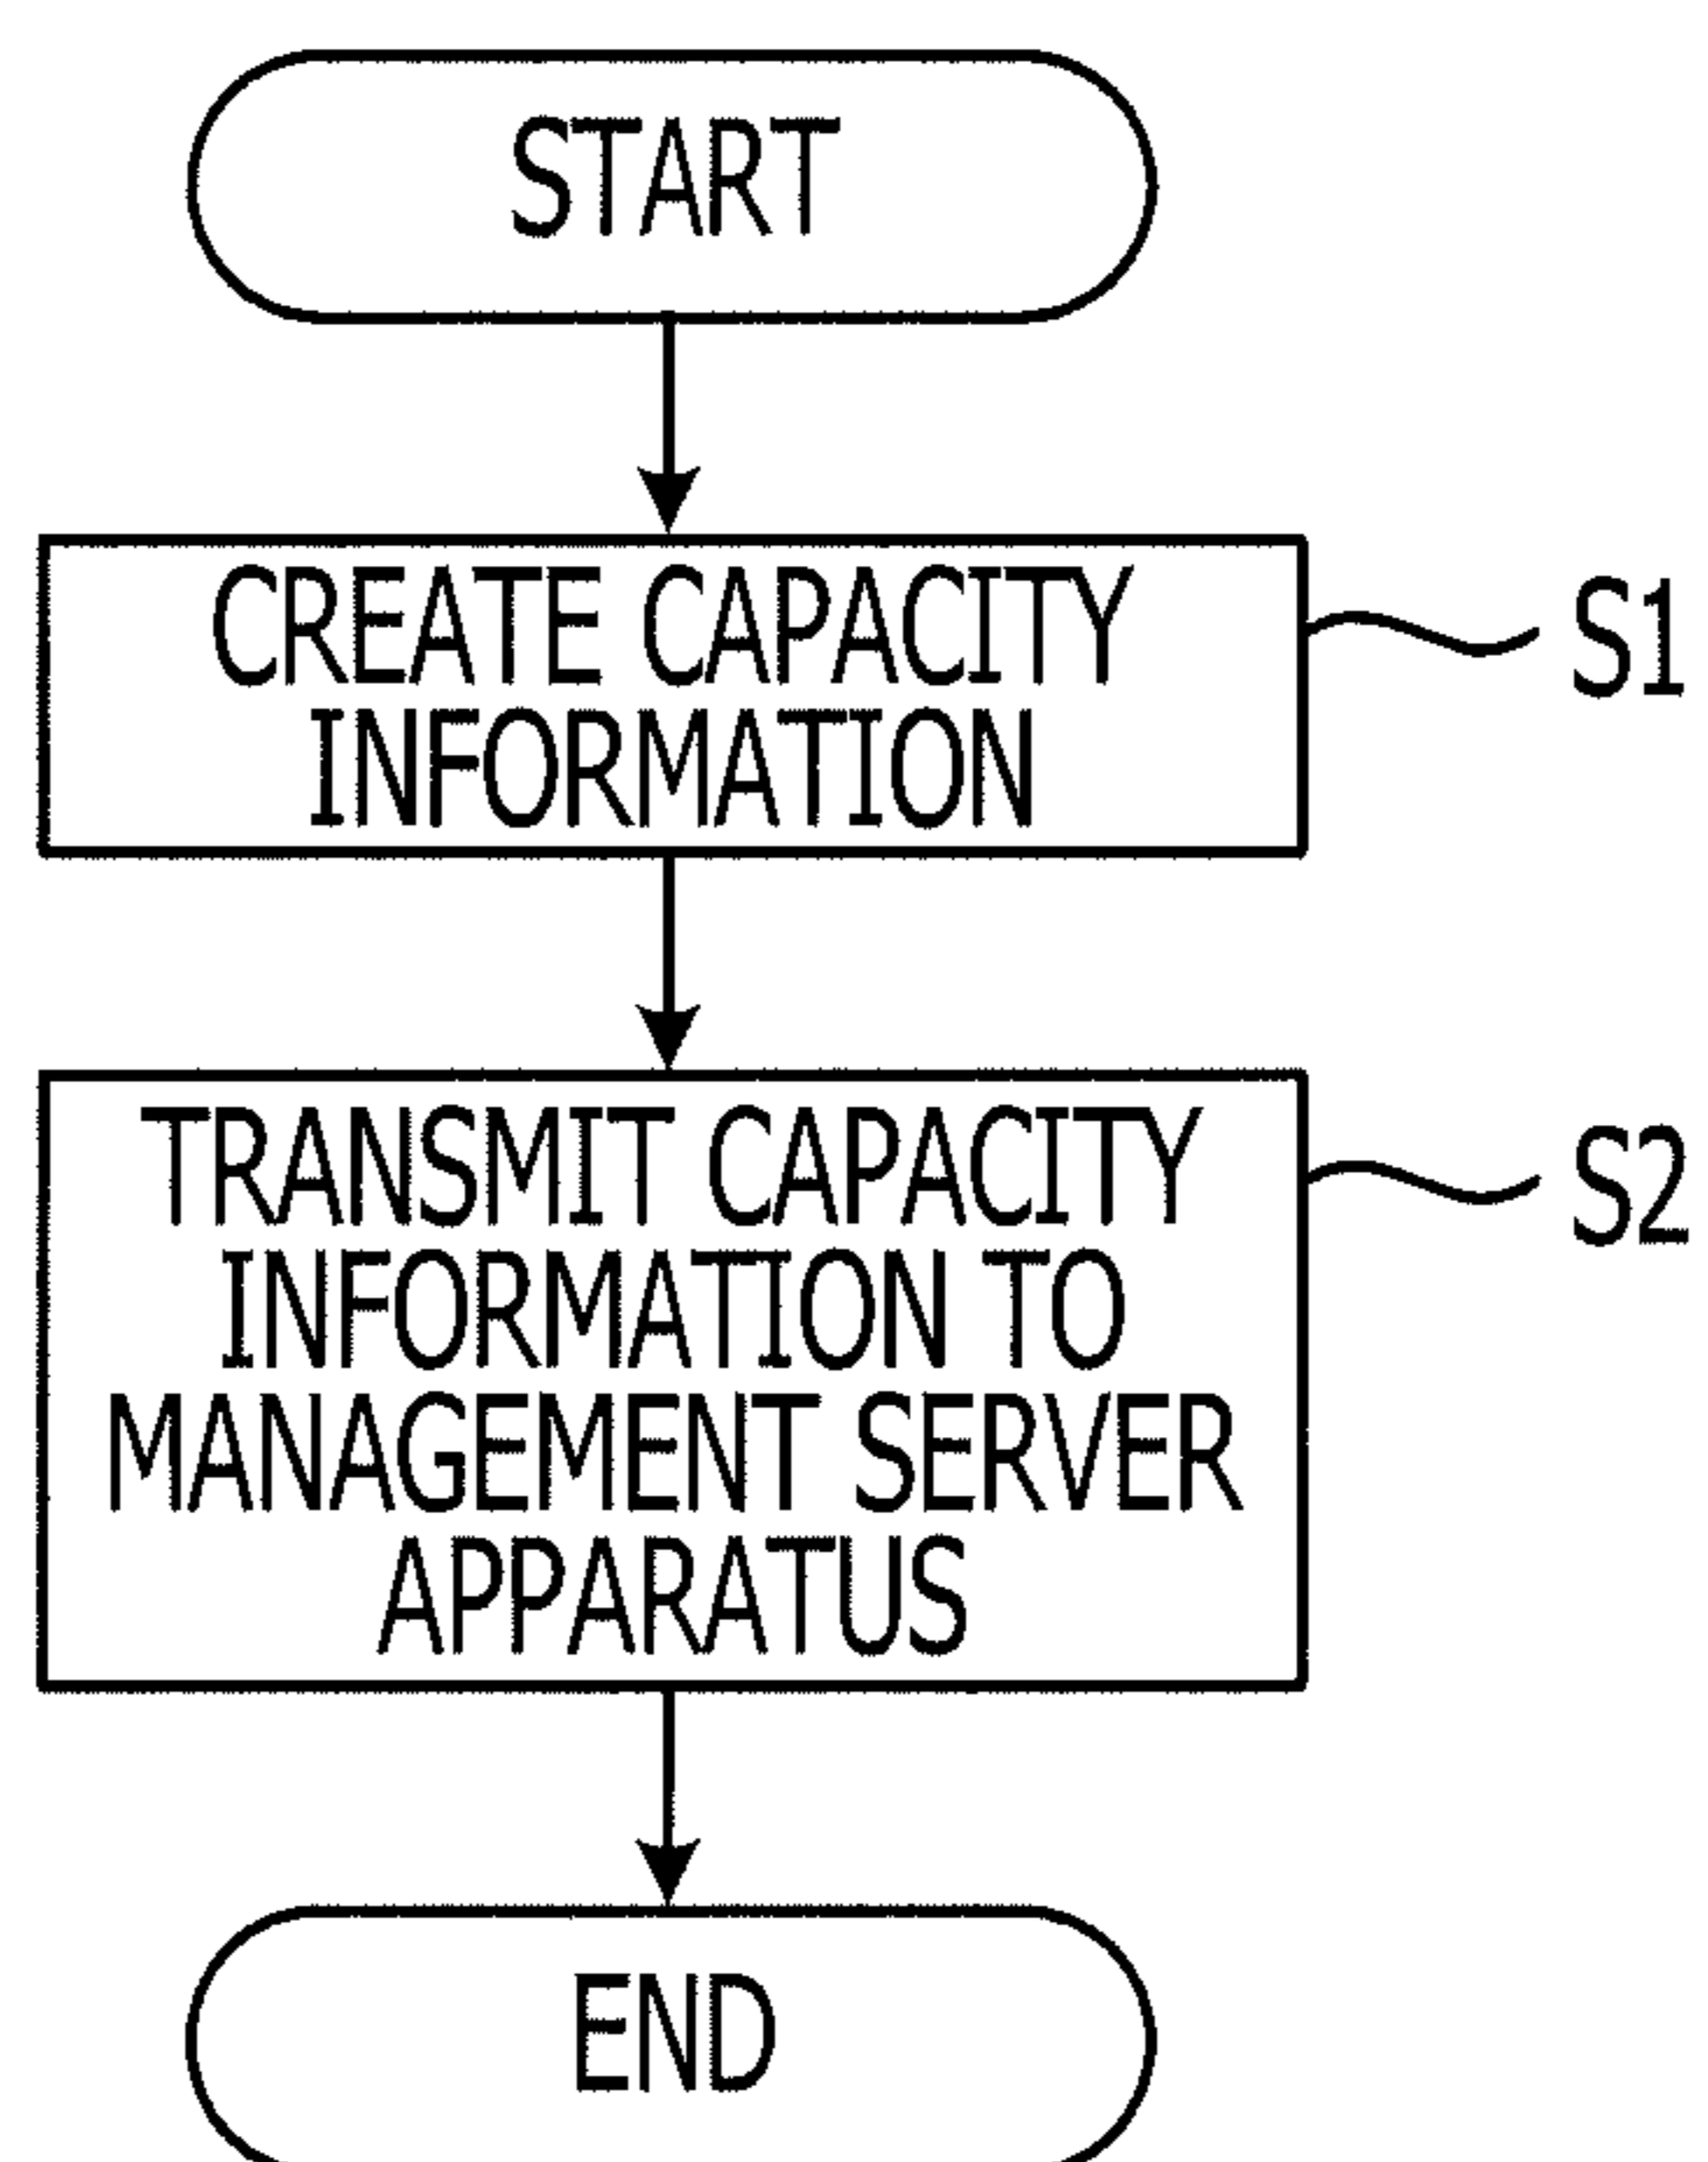 START
CREATE CAPACITY
INFORMATION
S1
TRANSMIT CAPACITY
INFORMATION TO
MANAGEMENT SERVER
APPARATUS
S2
END